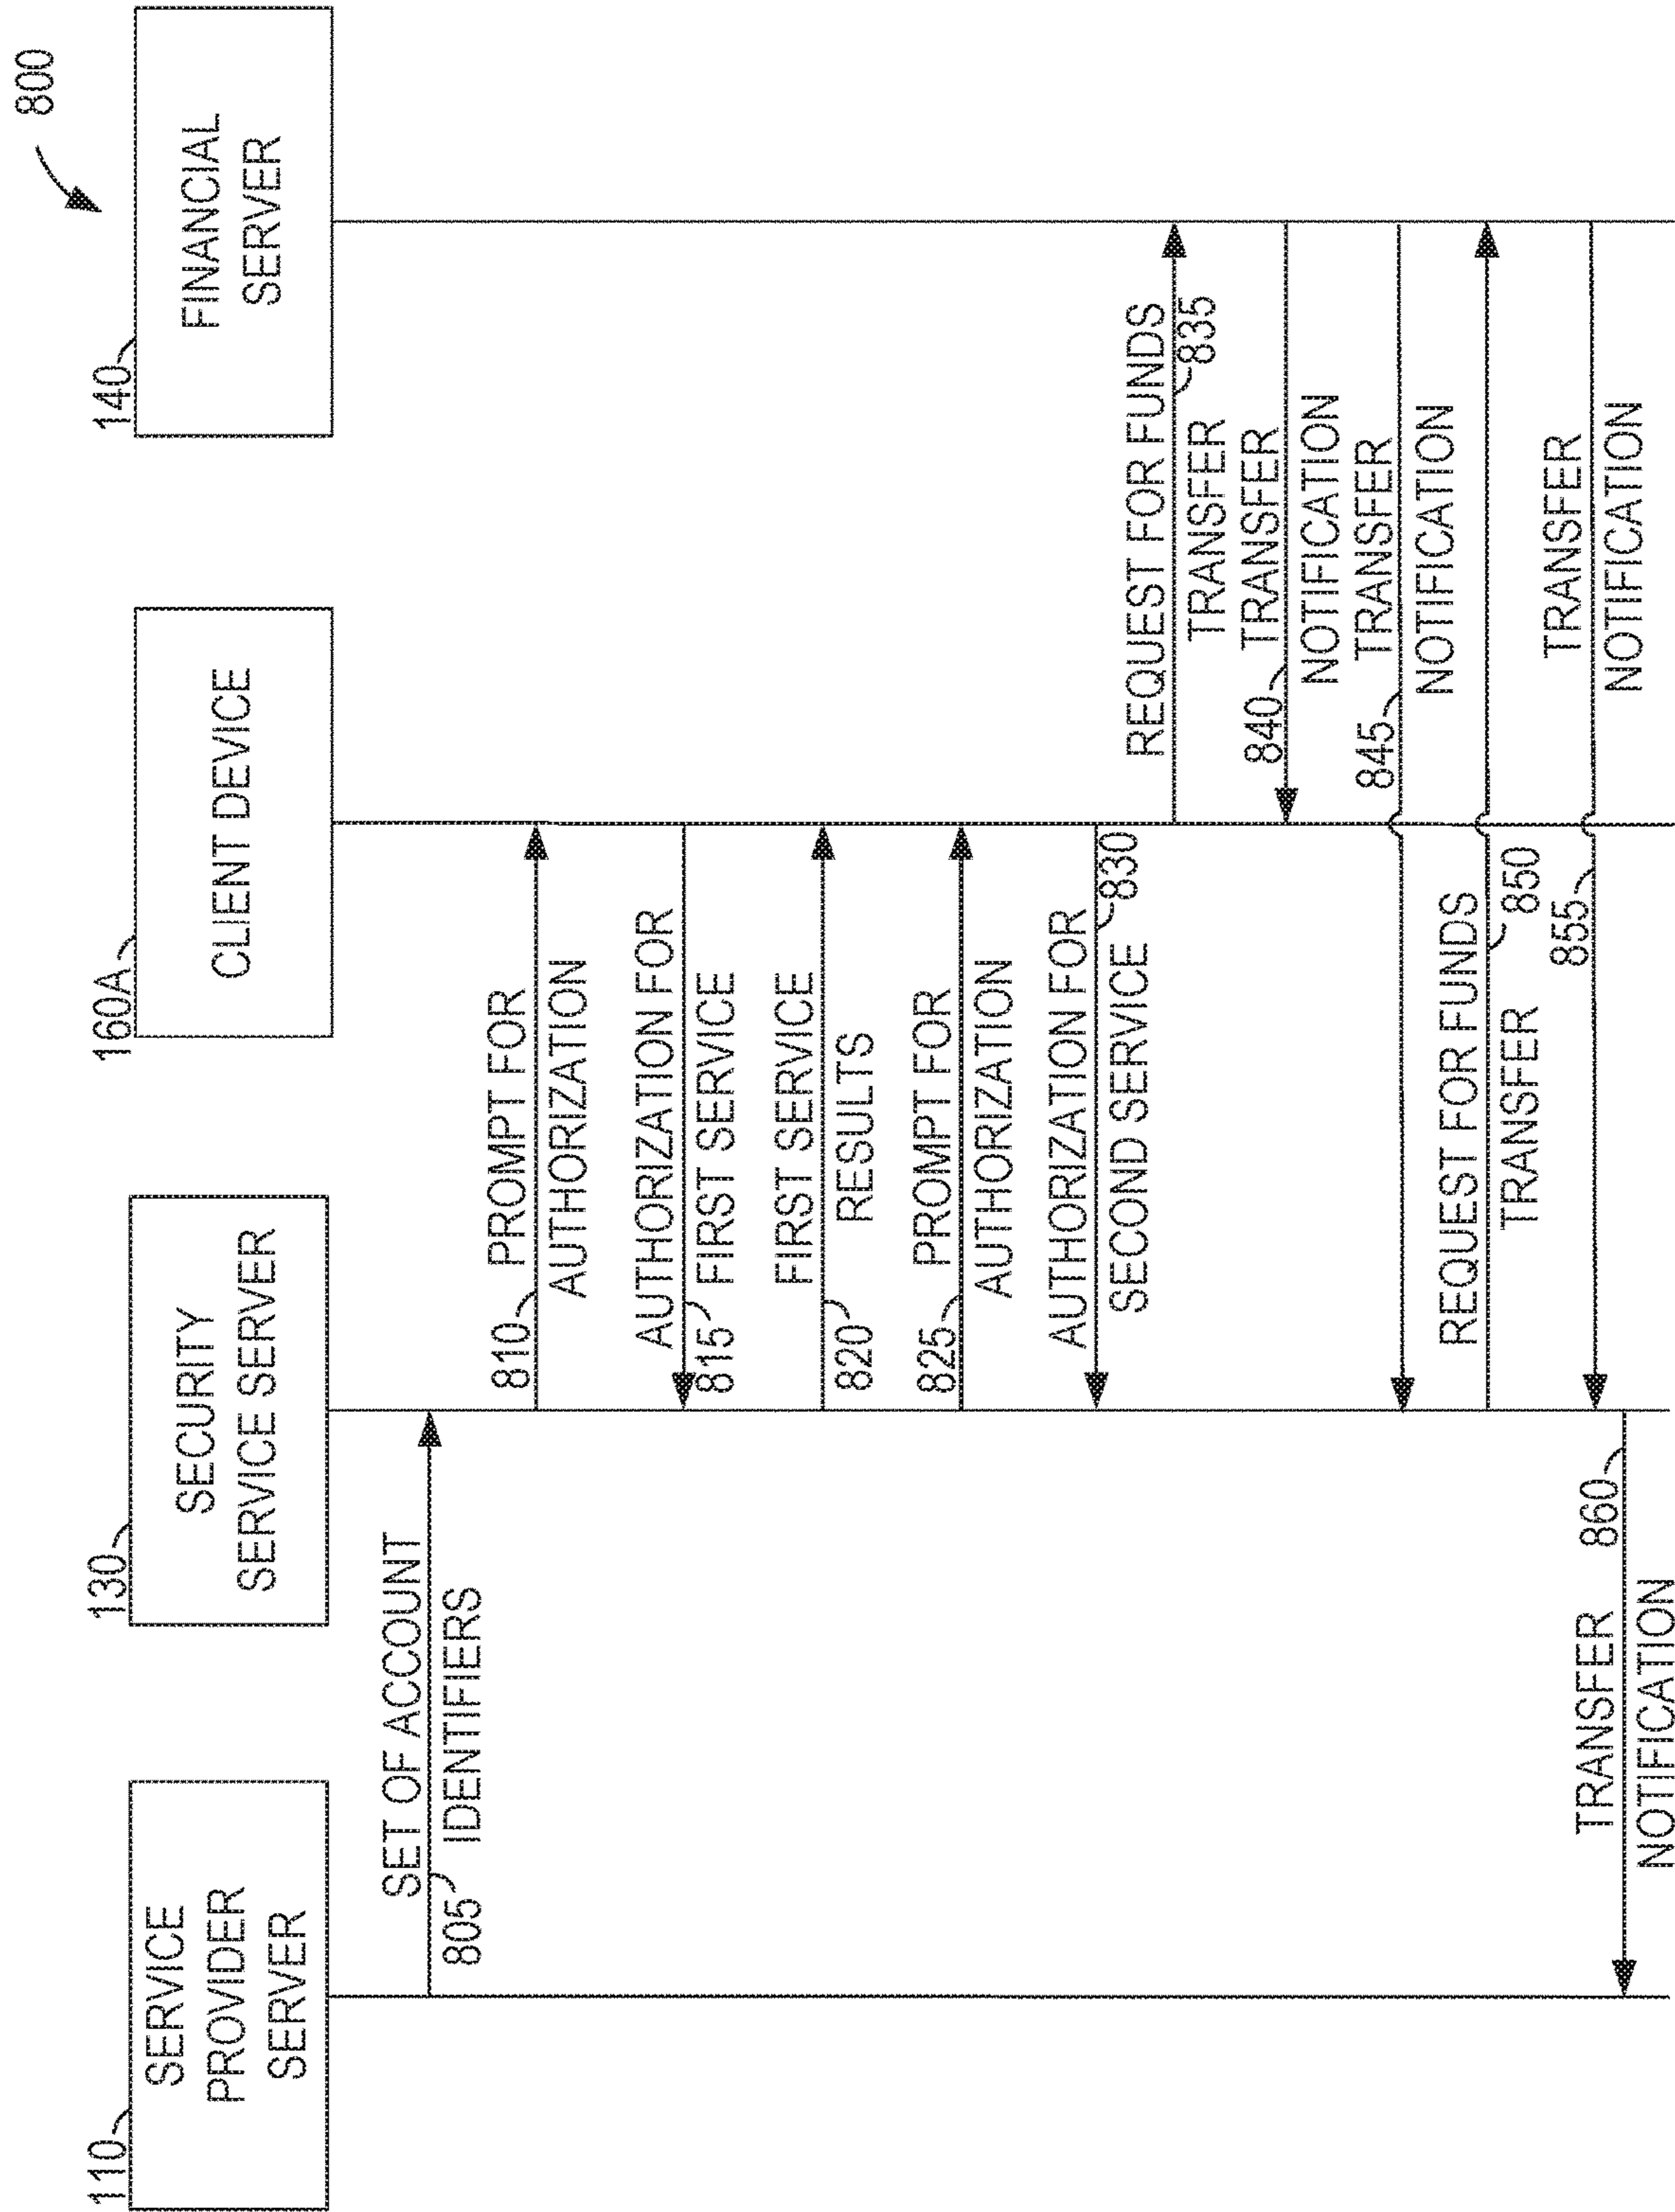 800
110
SERVICE
PROVIDER
SERVER
130
SECURITY
SERVICE SERVER
160A
CLIENT DEVICE
140
FINANCIAL
SERVER
SET OF ACCOUNT
805
IDENTIFIERS
810
PROMPT FOR
AUTHORIZATION
AUTHORIZATION FOR
815
FIRST SERVICE
FIRST SERVICE
820
RESULTS
825
PROMPT FOR
AUTHORIZATION
AUTHORIZATION FOR
830
SECOND SERVICE
REQUEST FOR FUNDS
835
TRANSFER
840
TRANSFER
NOTIFICATION
845
TRANSFER
NOTIFICATION
REQUEST FOR FUNDS
850
TRANSFER
855
TRANSFER
NOTIFICATION
TRANSFER
860
NOTIFICATION